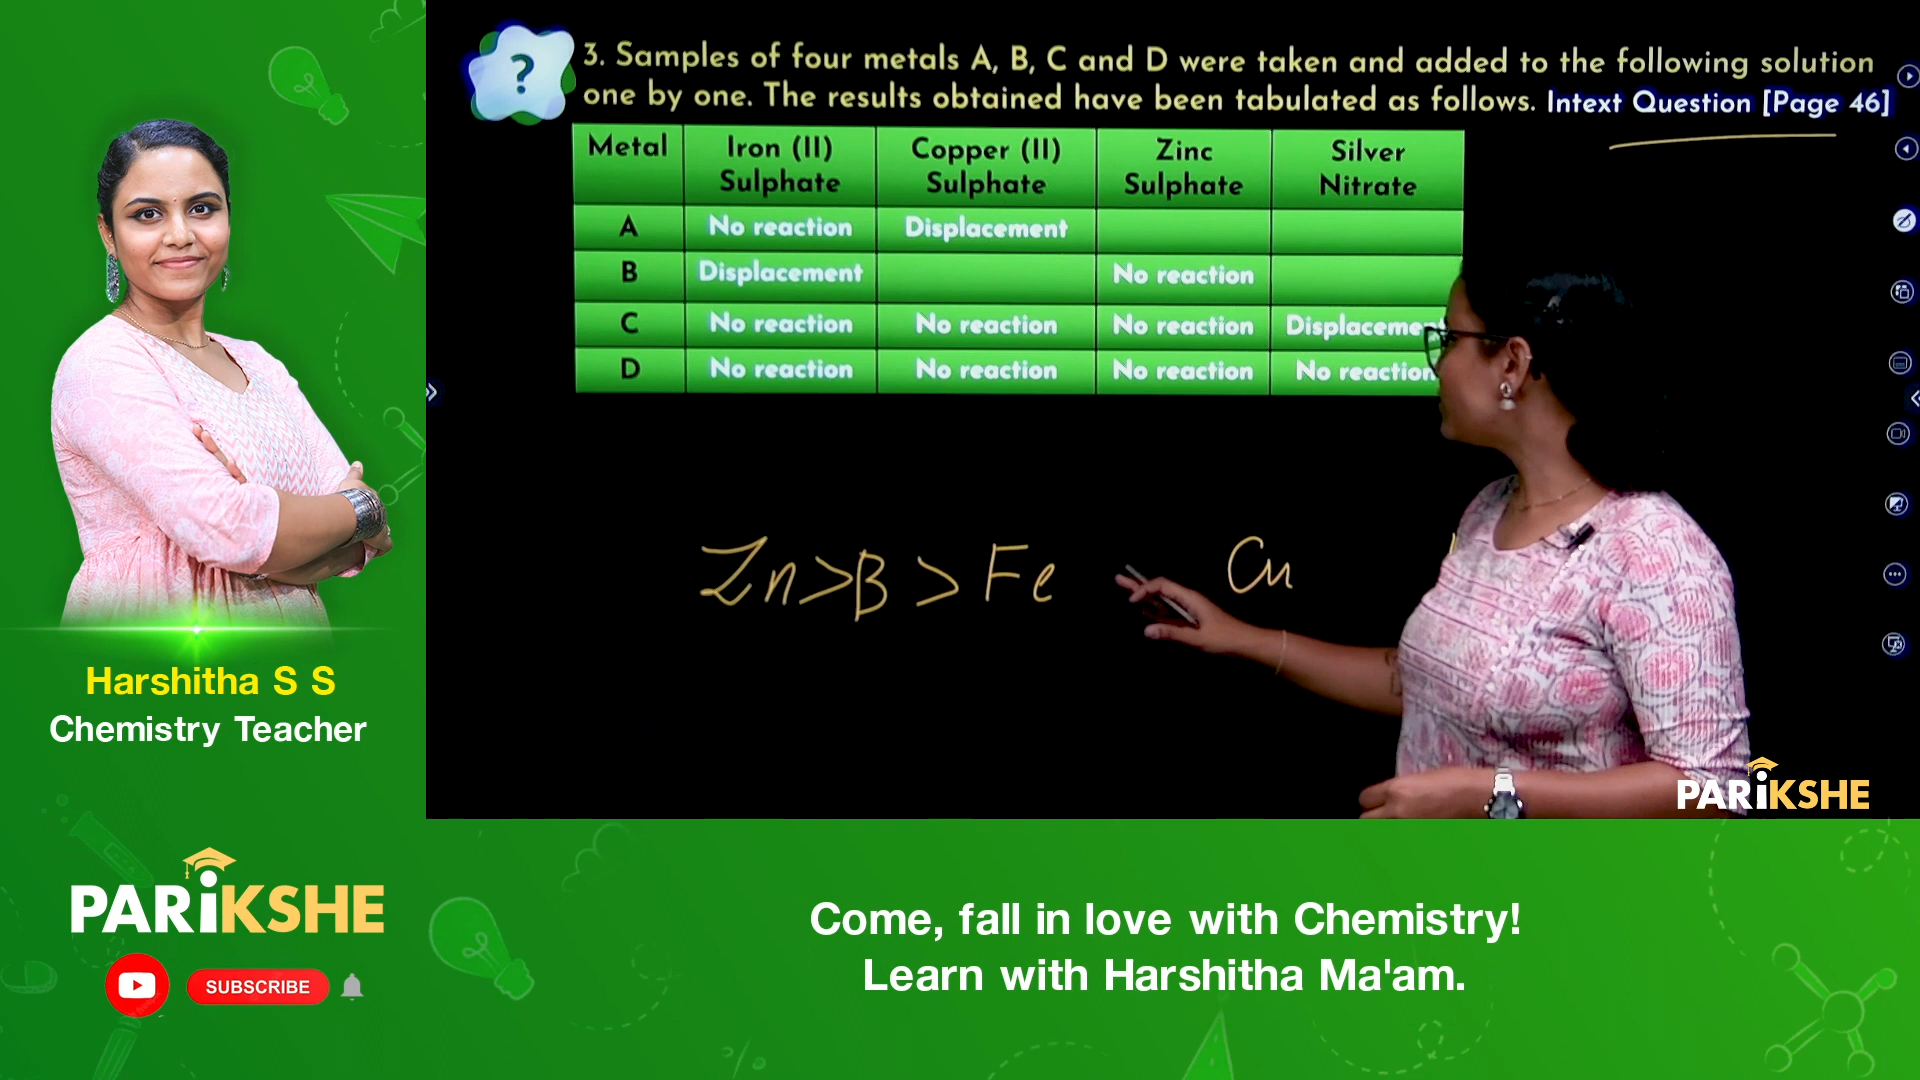 ?
3. Samples of four metals A, B, C and D were taken and added to the following solution
one by one. The results obtained have been tabulated as follows. Intext Question [Page 46]
Metal Iron (II) Sulphate Copper (II) Sulphate Zinc Sulphate Silver Nitrate
A No reaction Displacement
B Displacement No reaction
C No reaction No reaction No reaction Displacement
D No reaction No reaction No reaction No reaction
Zn > B > Fe Cu
PARiKSHE
Harshitha S S
Chemistry Teacher
PARiKSHE
SUBSCRIBE
Come, fall in love with Chemistry!
Learn with Harshitha Ma'am.